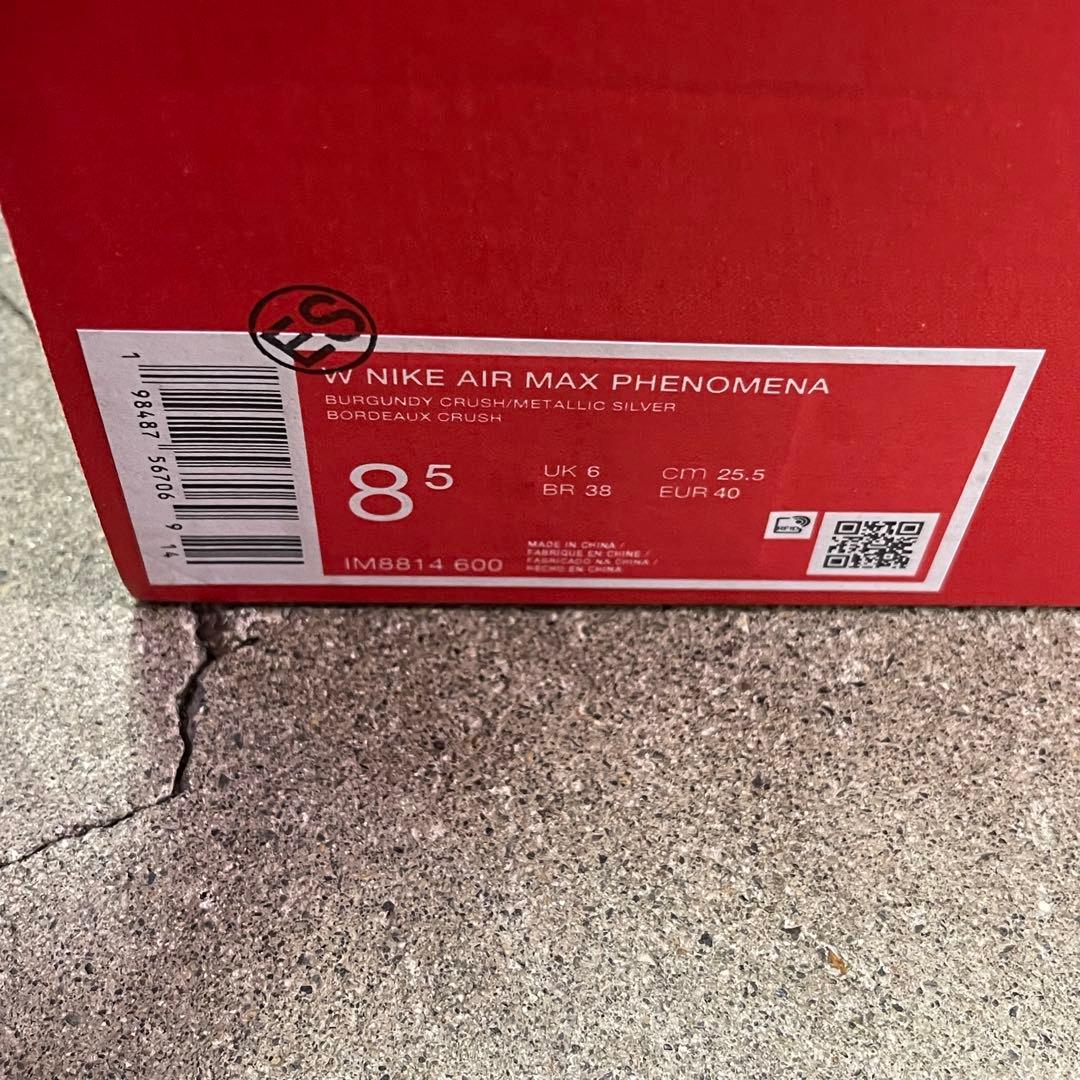 ES
W NIKE AIR MAX PHENOMENA
BURGUNDY CRUSH/METALLIC SILVER
BORDEAUX CRUSH
8 5
UK 6 cm 25.5
BR 38 EUR 40
RFID
IM8814 600
MADE IN CHINA /
FABRIQUE EN CHINE /
FABRICADO NA CHINA /
HECHO EN CHINA
1 98487 56706 9 14